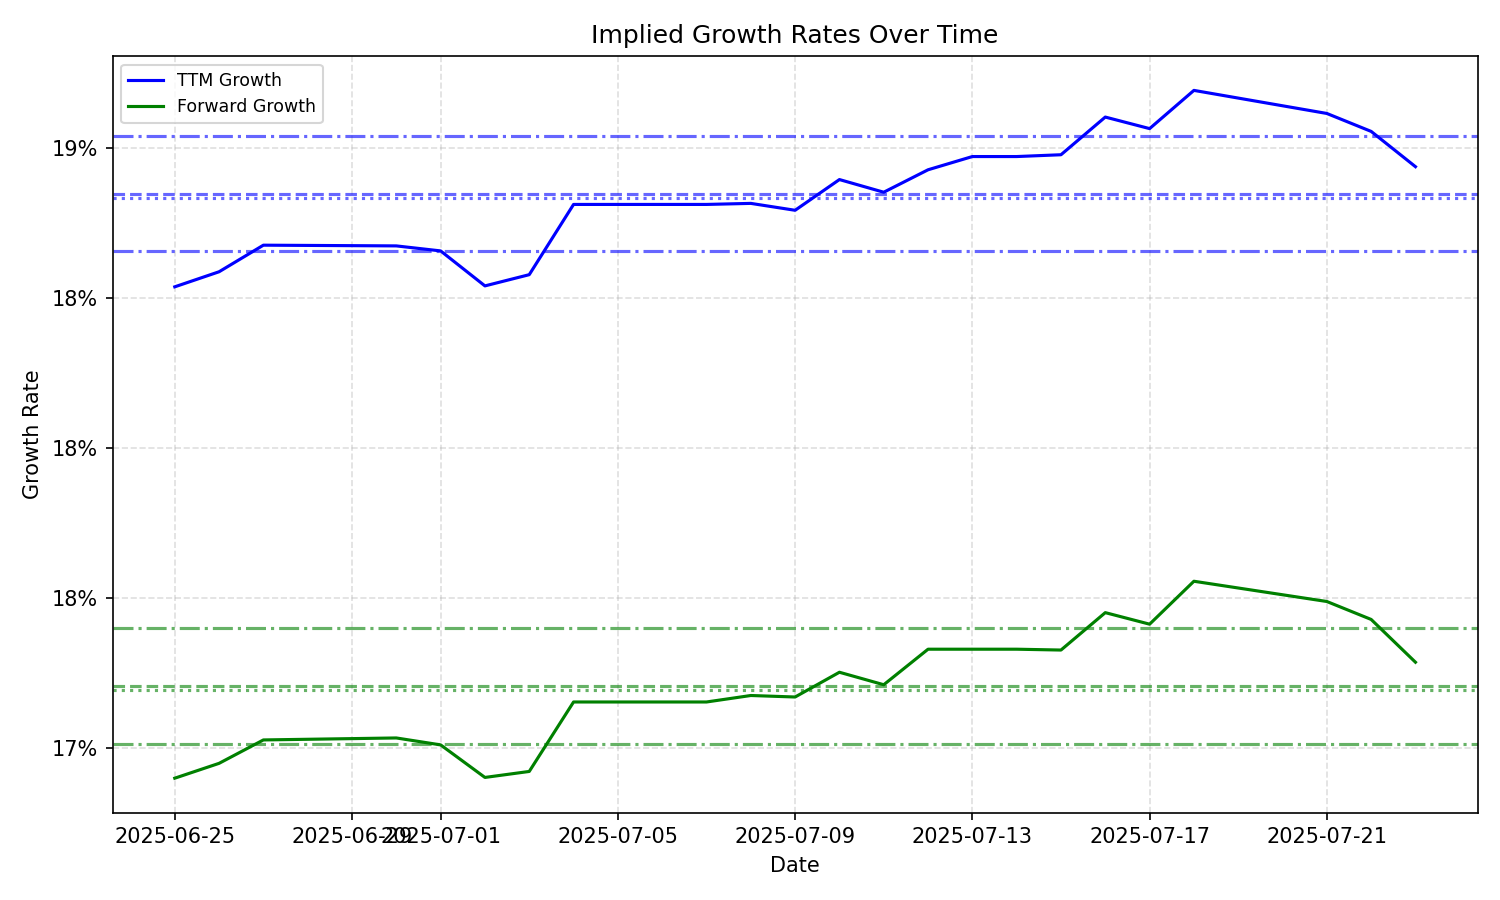 Implied Growth Rates Over Time
TTM Growth
Forward Growth
19%
18%
18%
18%
17%
Growth Rate
2025-06-25
2025-06-29
2025-07-01
2025-07-05
2025-07-09
2025-07-13
2025-07-17
2025-07-21
Date